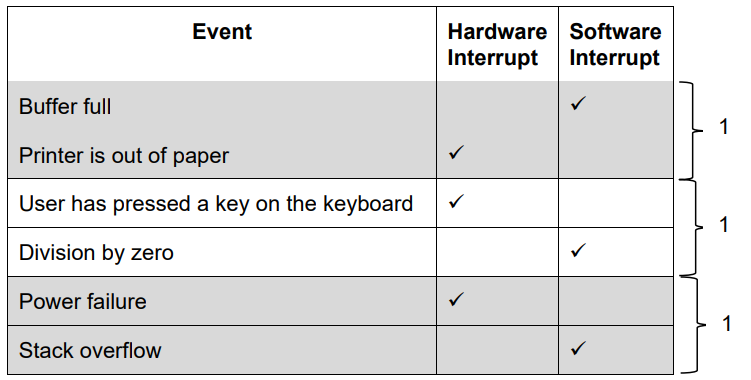 Event Hardware Interrupt Software Interrupt
Buffer full ✓
Printer is out of paper ✓
1
User has pressed a key on the keyboard ✓
Division by zero ✓
1
Power failure ✓
Stack overflow ✓
1